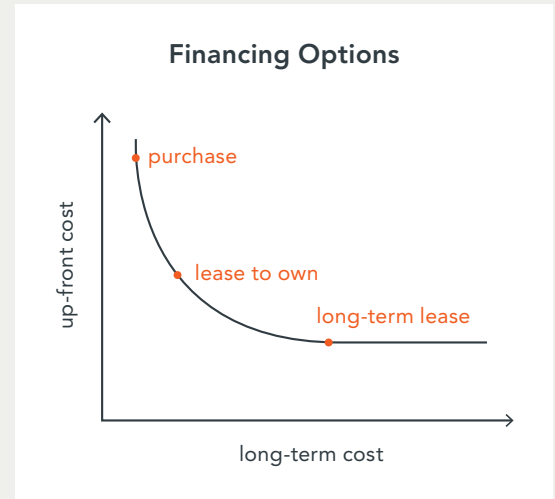 Financing Options
purchase
lease to own
long-term lease
up-front cost
long-term cost